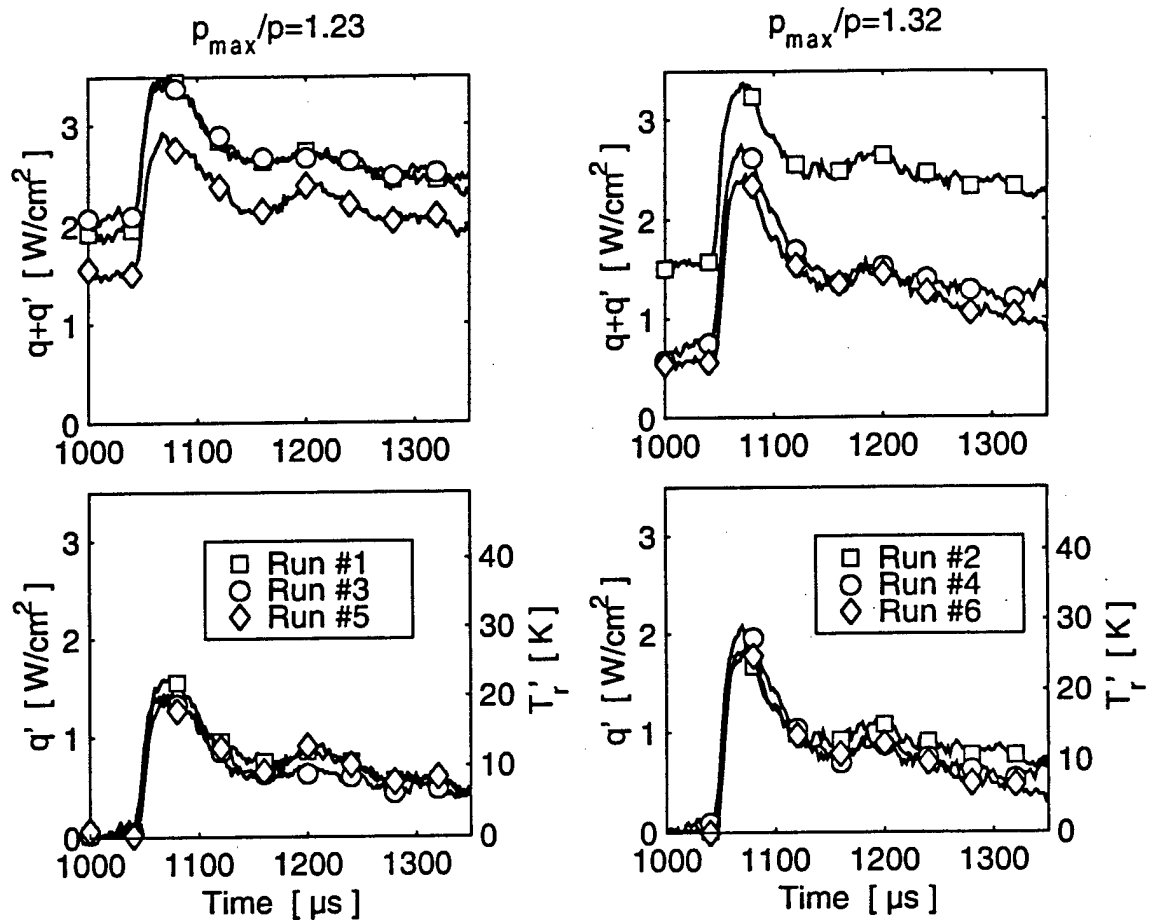 p_max/p=1.23
p_max/p=1.32
q+q' [ W/cm² ]
3
2
1
0
1000 1100 1200 1300
q+q' [ W/cm² ]
3
2
1
0
1000 1100 1200 1300
q' [ W/cm² ]
3
2
1
0
Run #1
Run #3
Run #5
40
30
20
10
0
T_r' [ K ]
1000 1100 1200 1300
Time [ µs ]
q' [ W/cm² ]
3
2
1
0
Run #2
Run #4
Run #6
40
30
20
10
0
T_r' [ K ]
1000 1100 1200 1300
Time [ µs ]